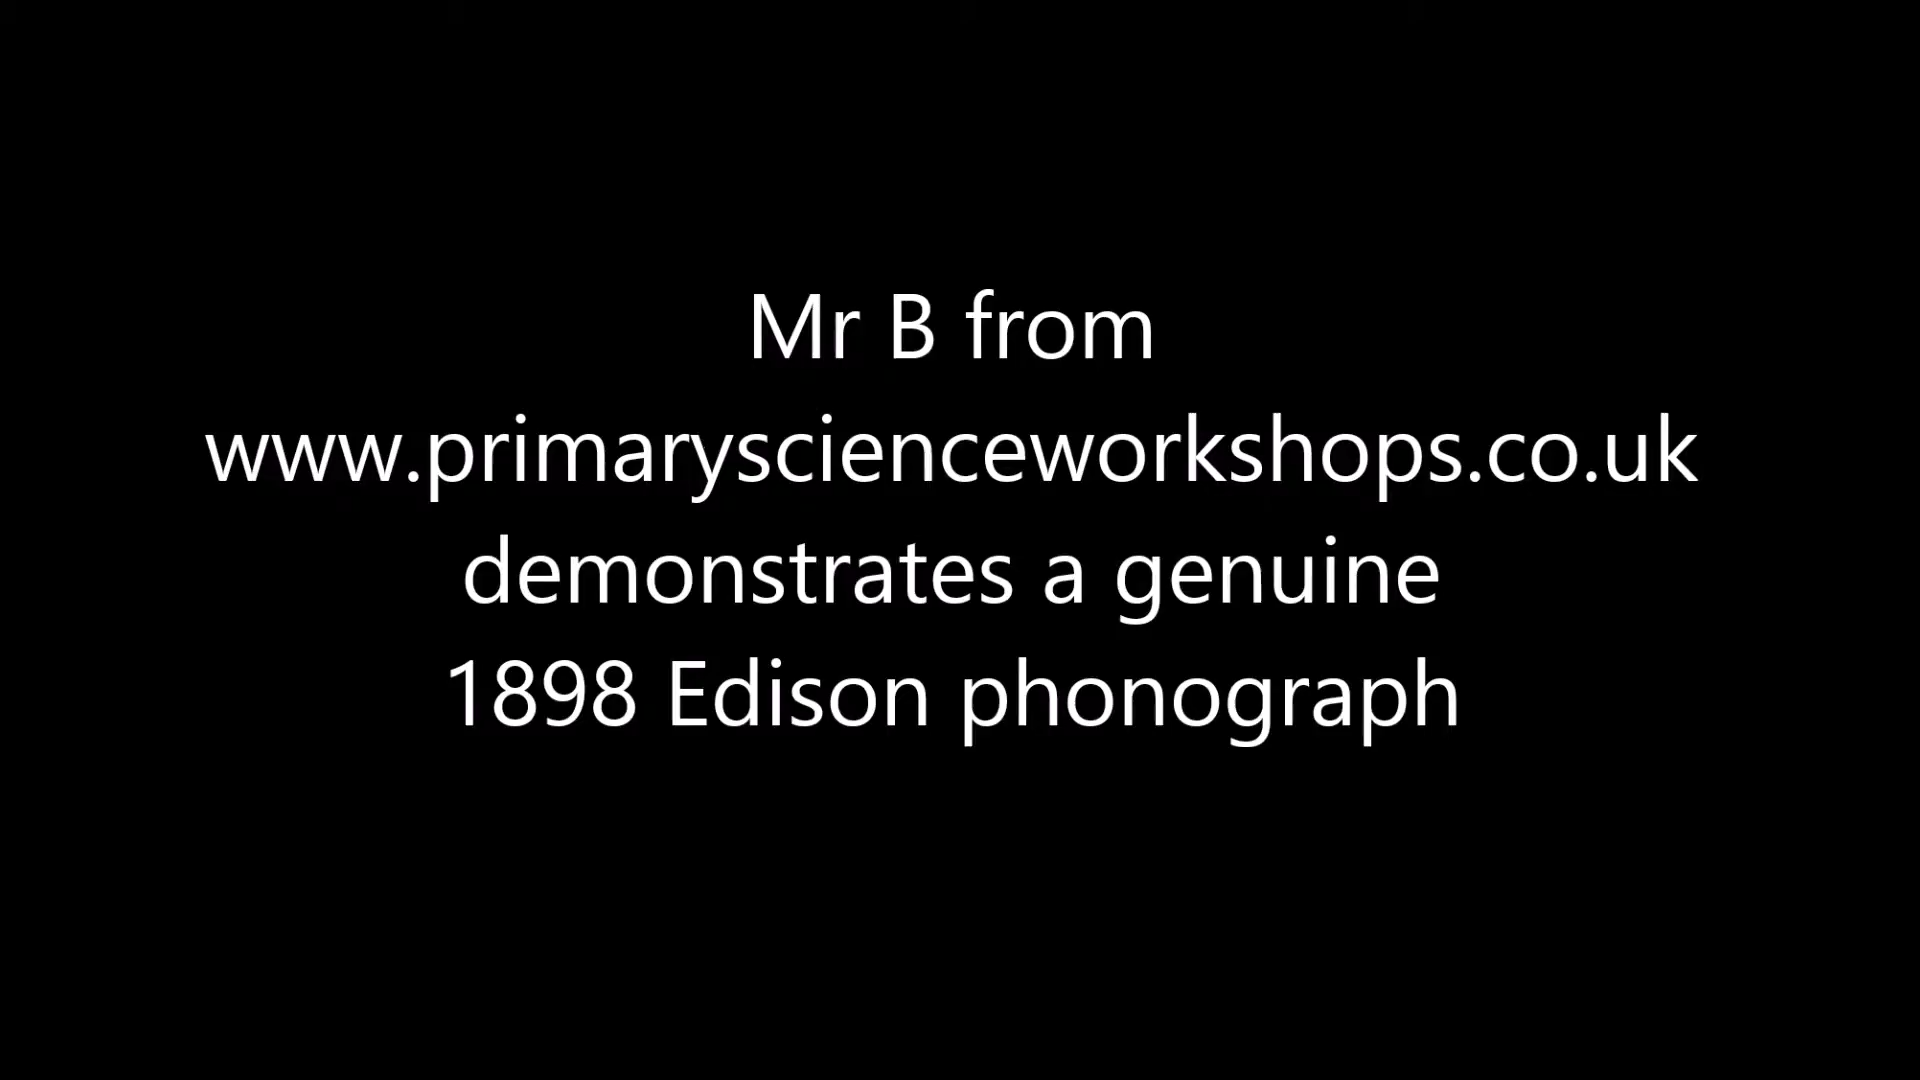 Mr B from
www.primaryscienceworkshops.co.uk
demonstrates a genuine
1898 Edison phonograph